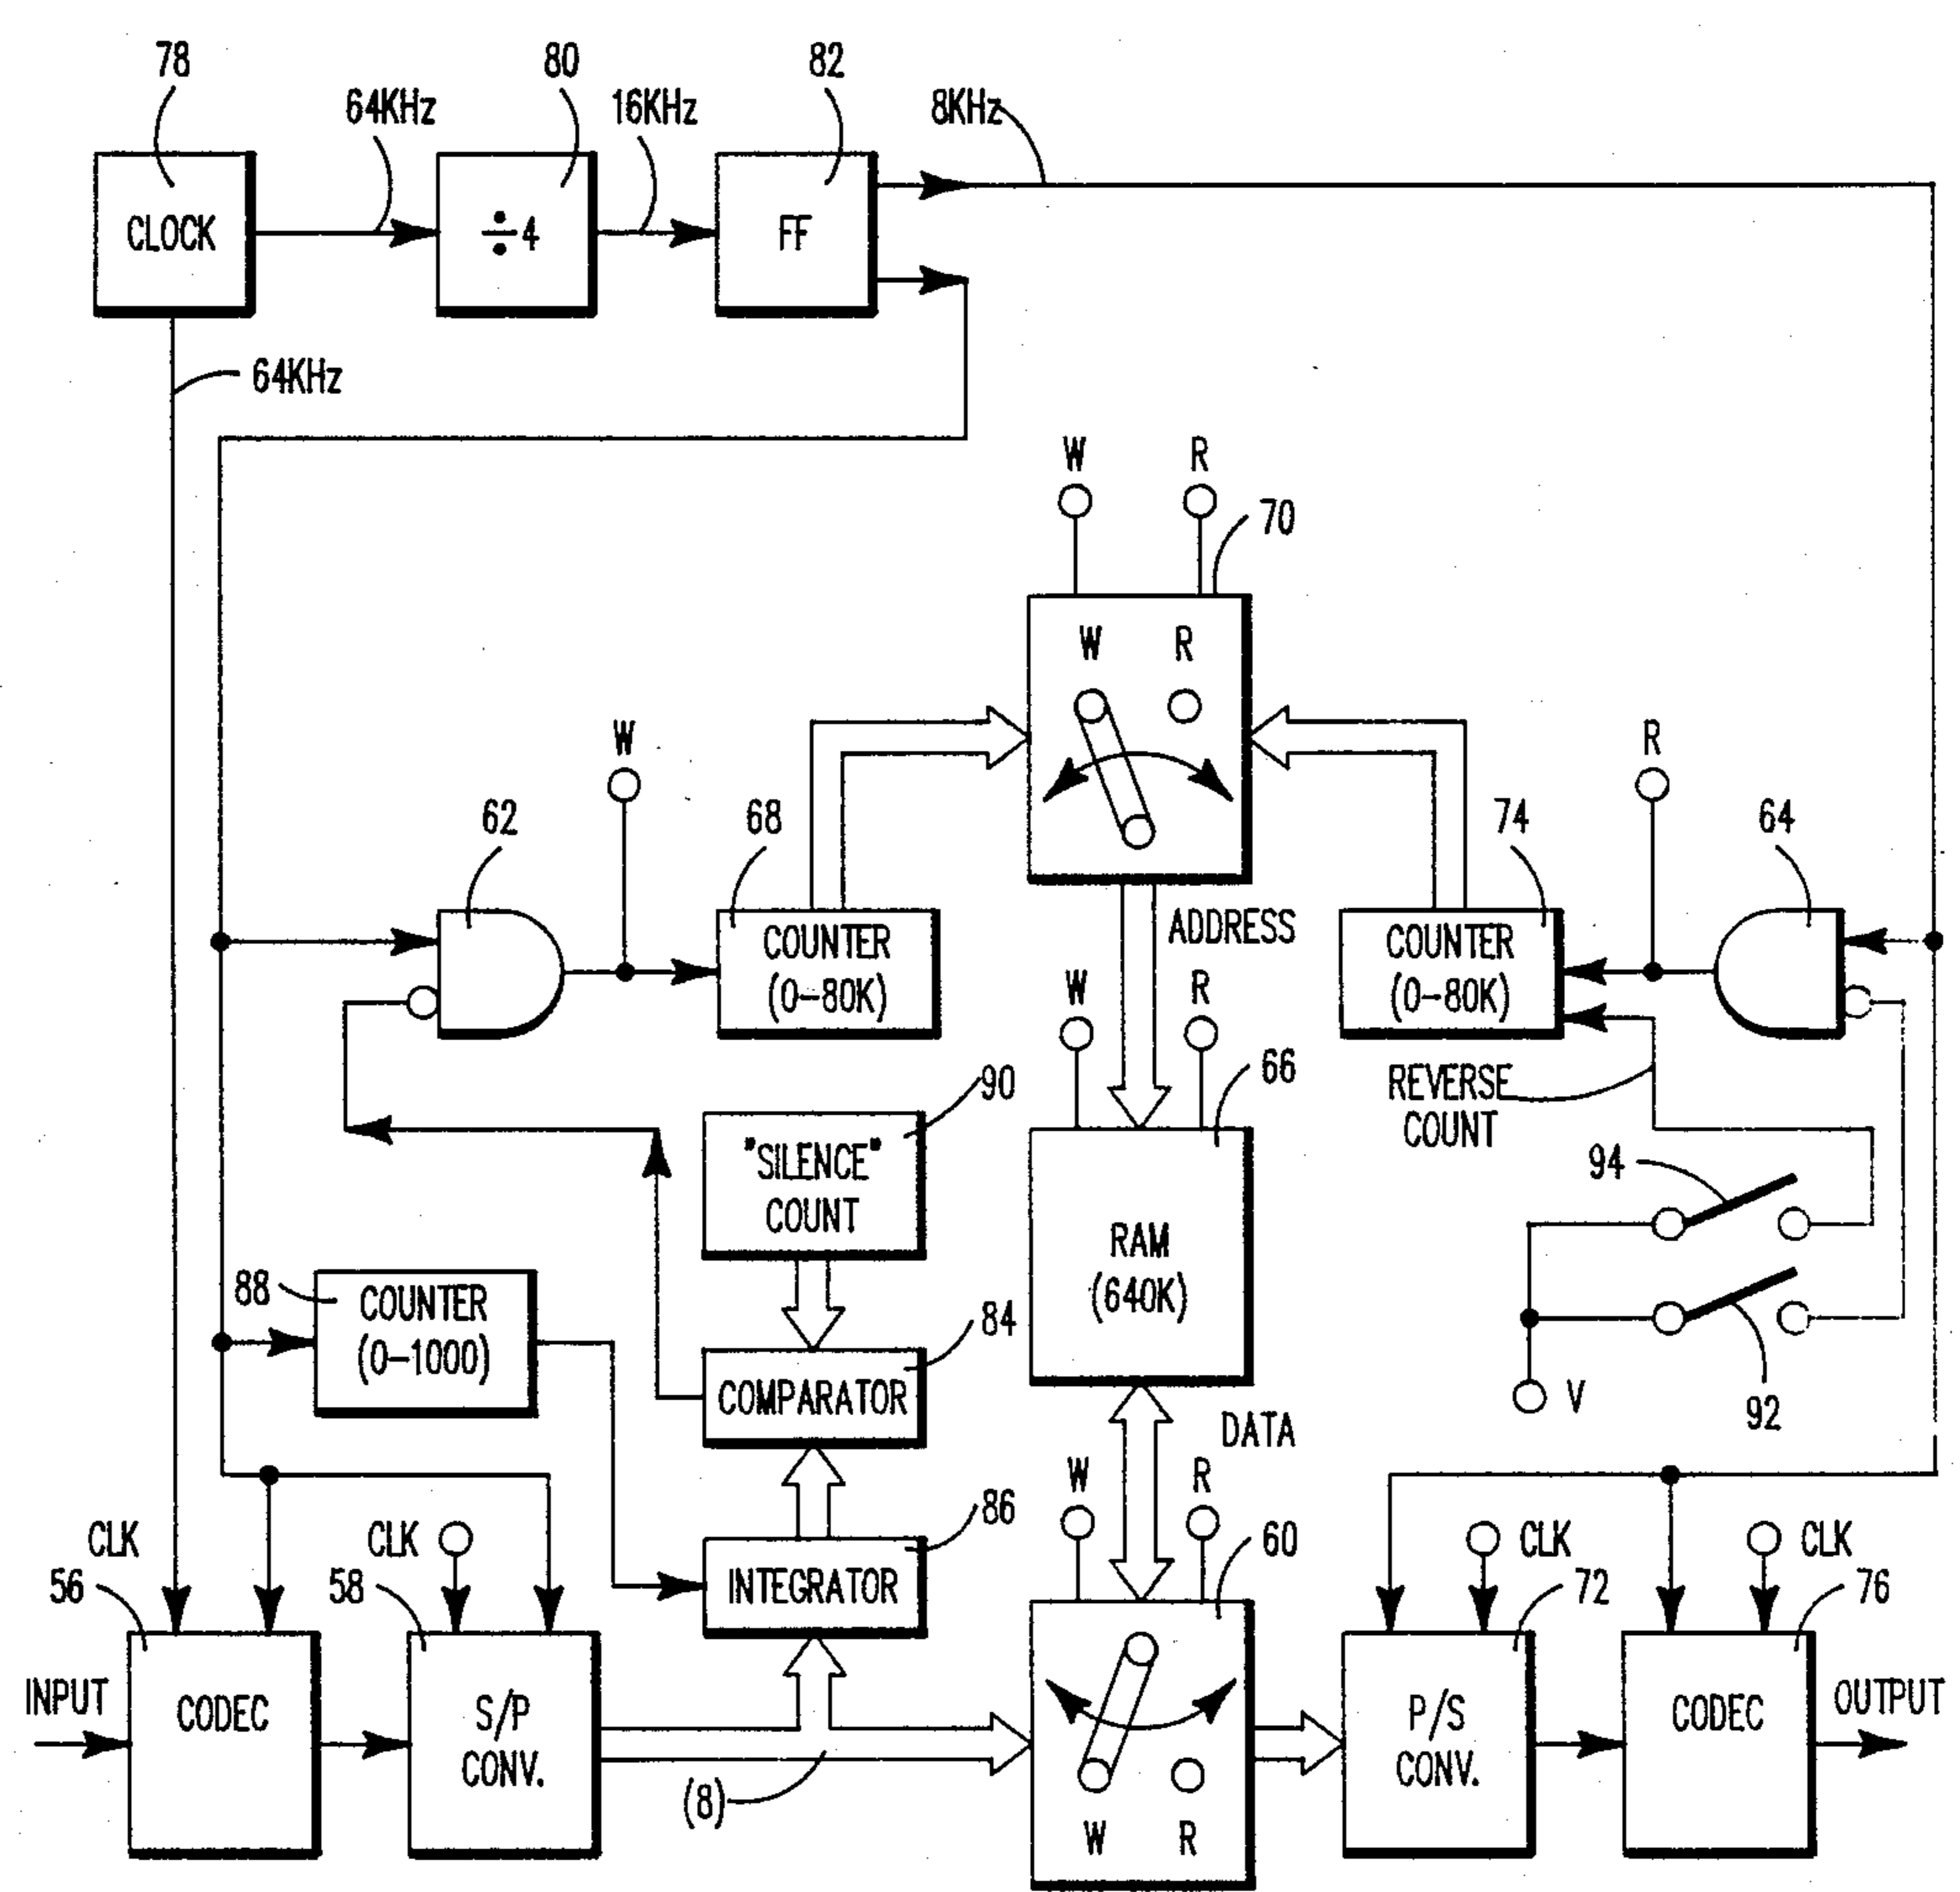 78
80
82
64KHz
16KHz
8KHz
CLOCK
÷4
FF
64KHz
W
R
70
W
R
W
R
62
68
74
64
COUNTER
(0-80K)
ADDRESS
COUNTER
(0-80K)
W
R
90
66
REVERSE
COUNT
"SILENCE"
COUNT
94
RAM
(640K)
88
COUNTER
(0-1000)
84
COMPARATOR
V
92
DATA
W
R
86
60
CLK
CLK
CLK
CLK
56
58
INTEGRATOR
72
76
INPUT
CODEC
S/P
CONV.
P/S
CONV.
CODEC
OUTPUT
(8)
W
R